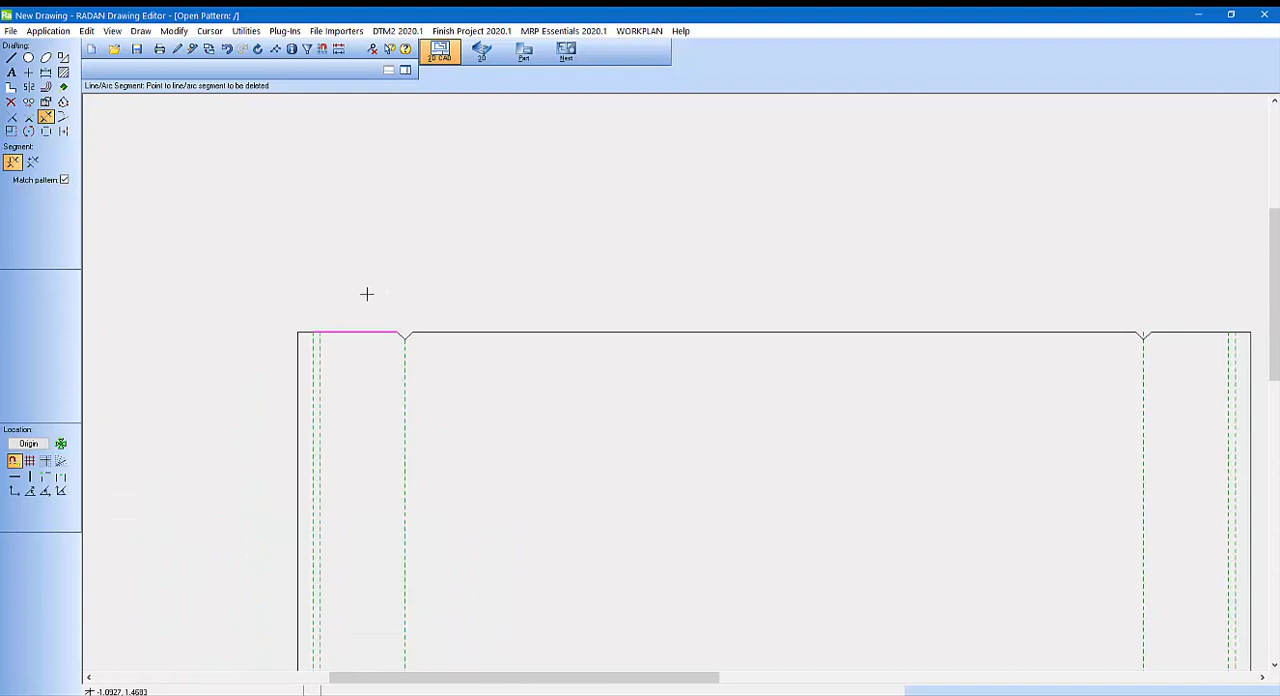 New Drawing - RADAN Drawing Editor - [Open Pattern: /]
File Application Edit View Draw Modify Cursor Utilities Plug-Ins File Importers DTM2 2020.1 Finish Project 2020.1 MRP Essentials 2020.1 WORKPLAN Help
Drafting:
2D CAD 3D Part Nest
Line/Arc Segment: Point to line/arc segment to be deleted
Segment:
Match pattern:
Location:
Origin
-1.0927, 1.4683